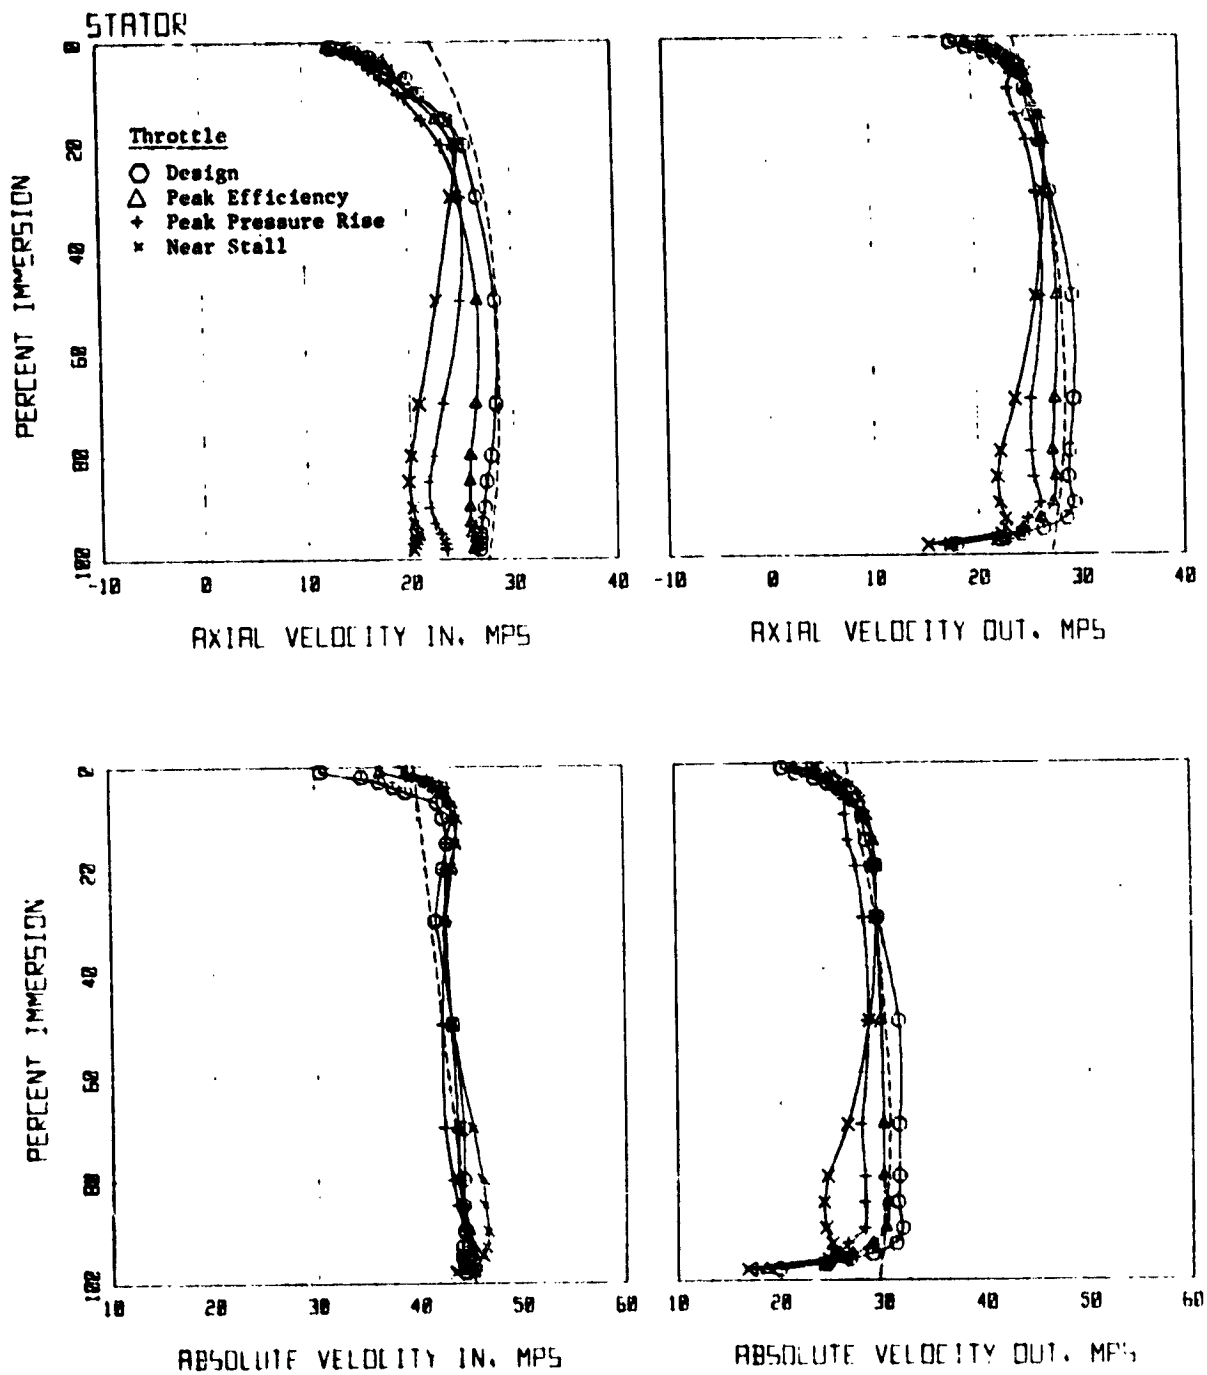 STATOR
PERCENT IMMERSION
0
20
40
60
80
100
Throttle
Design
Peak Efficiency
Peak Pressure Rise
Near Stall
-10 0 10 20 30 40
AXIAL VELOCITY IN. MPS
-10 0 10 20 30 40
AXIAL VELOCITY OUT. MPS
PERCENT IMMERSION
0
20
40
60
80
100
10 20 30 40 50 60
ABSOLUTE VELOCITY IN. MPS
10 20 30 40 50 60
ABSOLUTE VELOCITY OUT. MPS